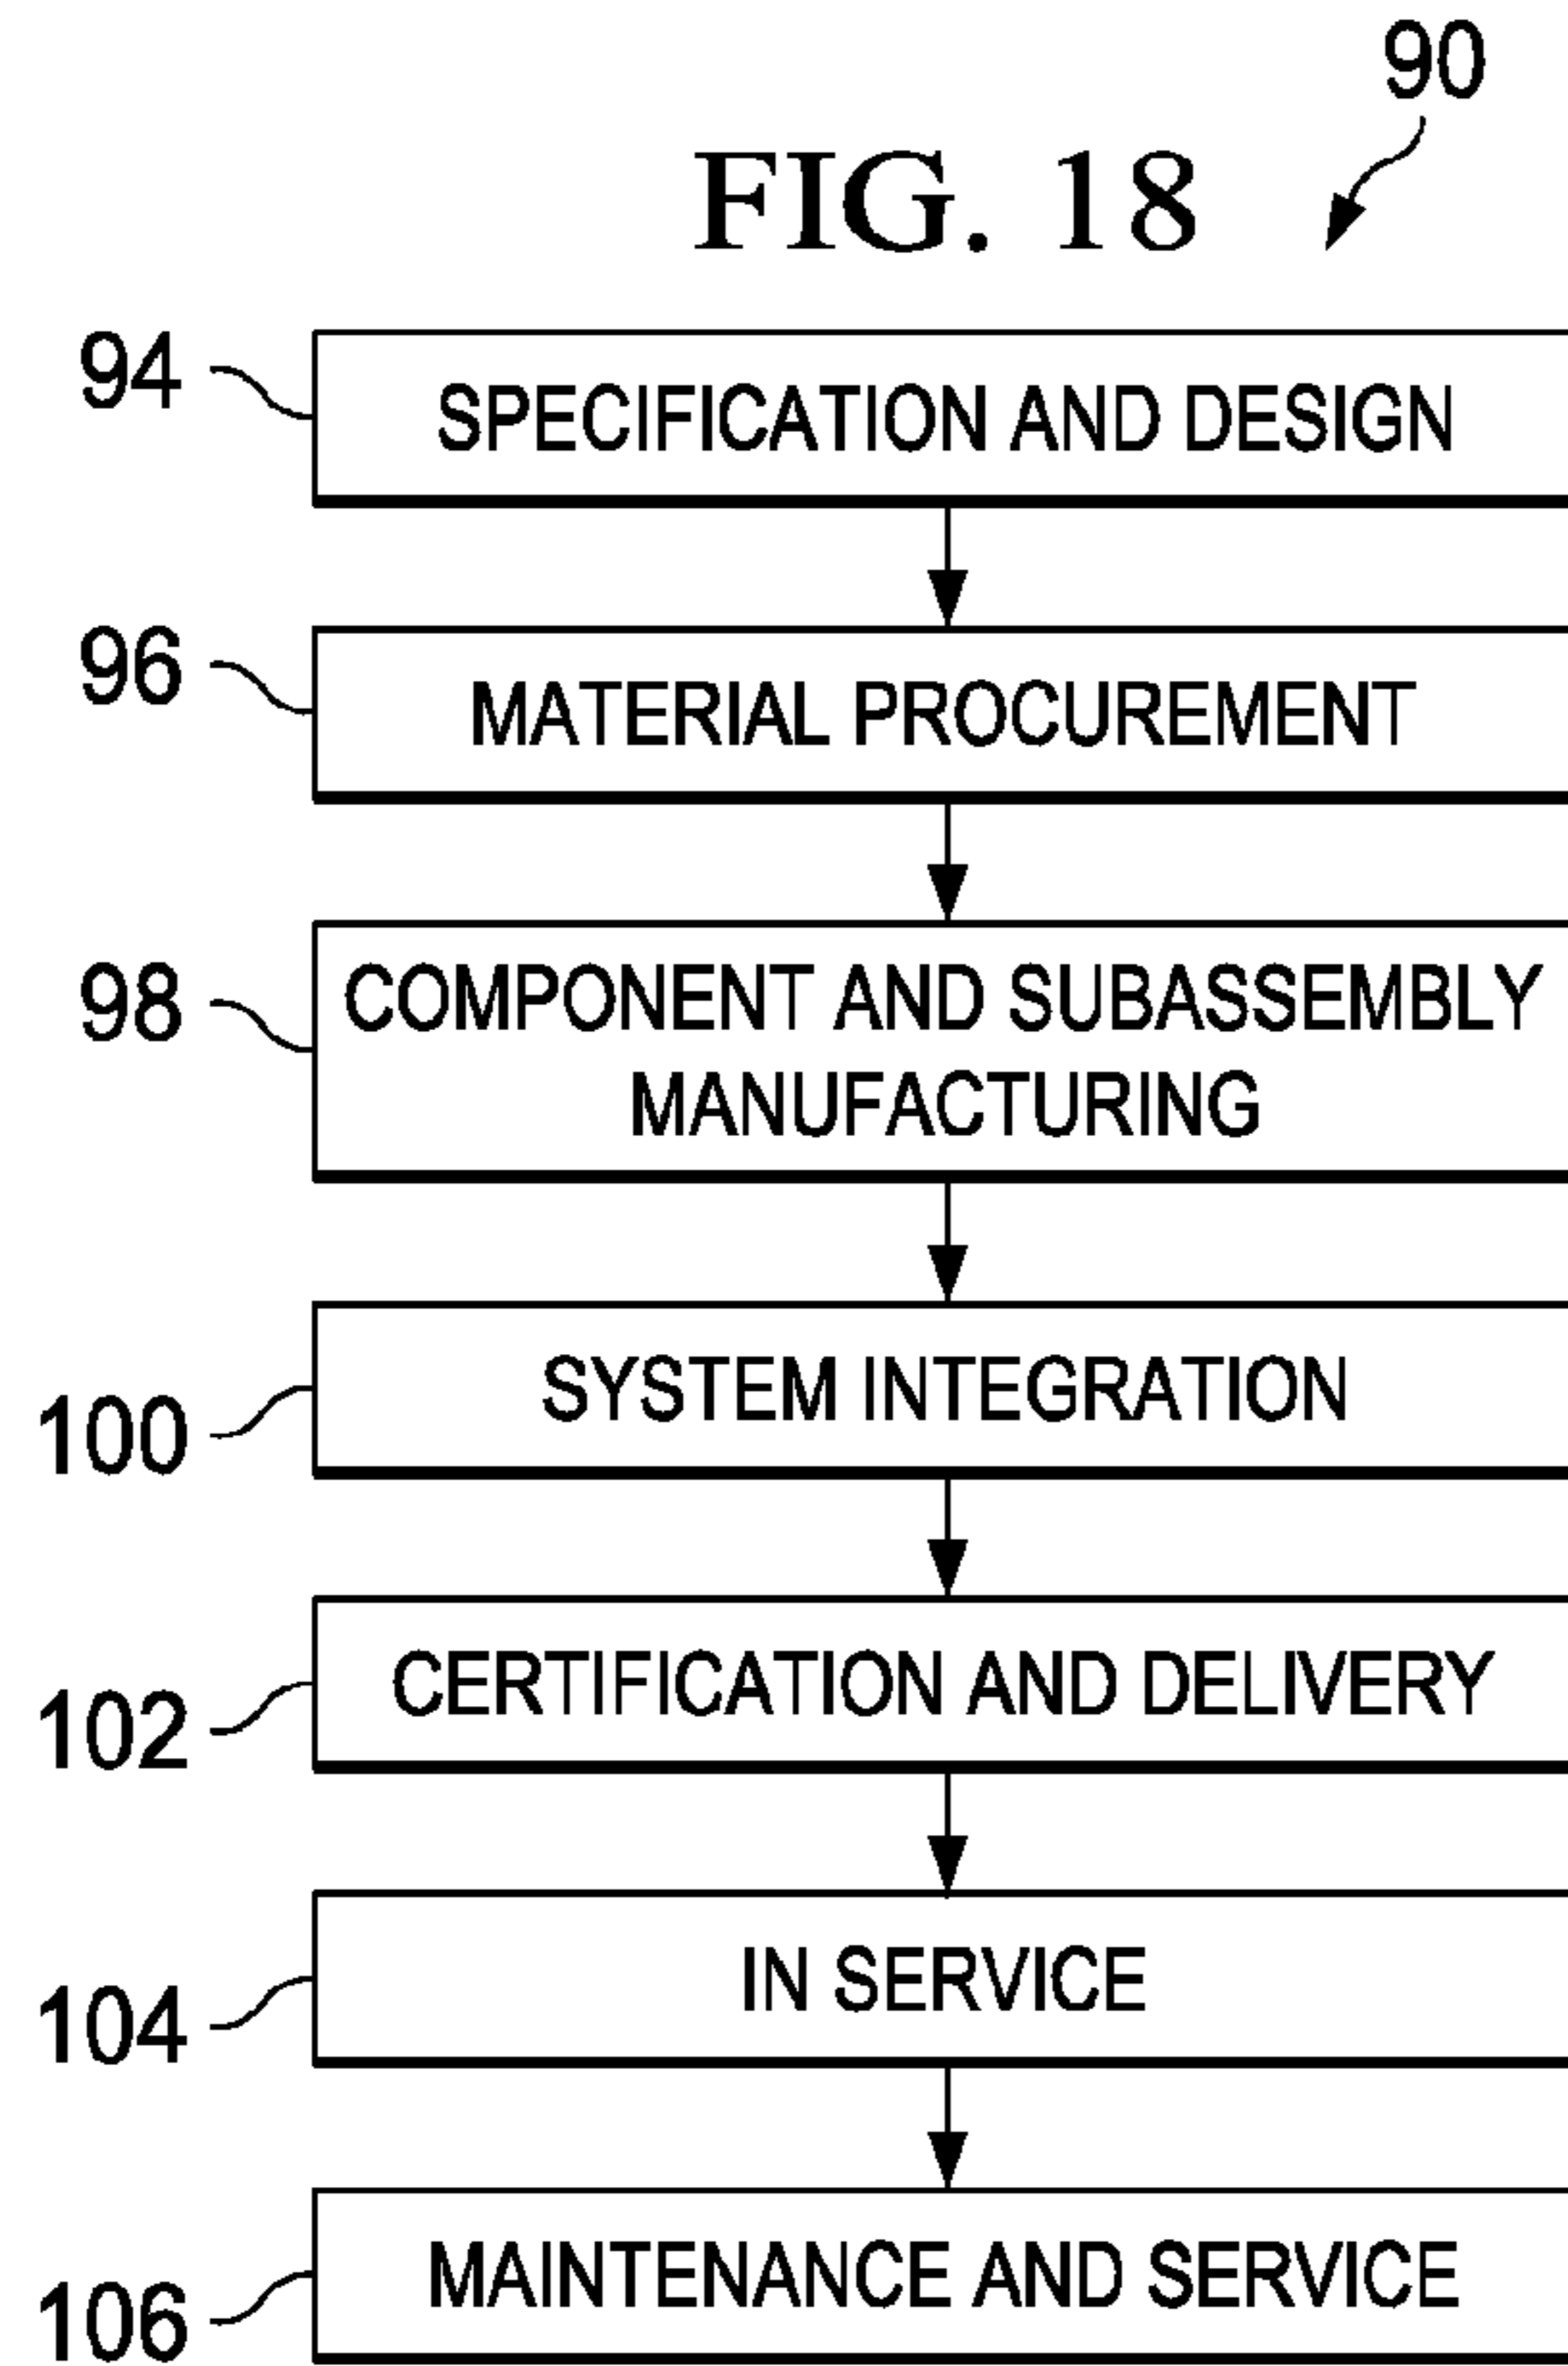 90
FIG. 18
94
SPECIFICATION AND DESIGN
96
MATERIAL PROCUREMENT
98
COMPONENT AND SUBASSEMBLY
MANUFACTURING
100
SYSTEM INTEGRATION
102
CERTIFICATION AND DELIVERY
104
IN SERVICE
106
MAINTENANCE AND SERVICE